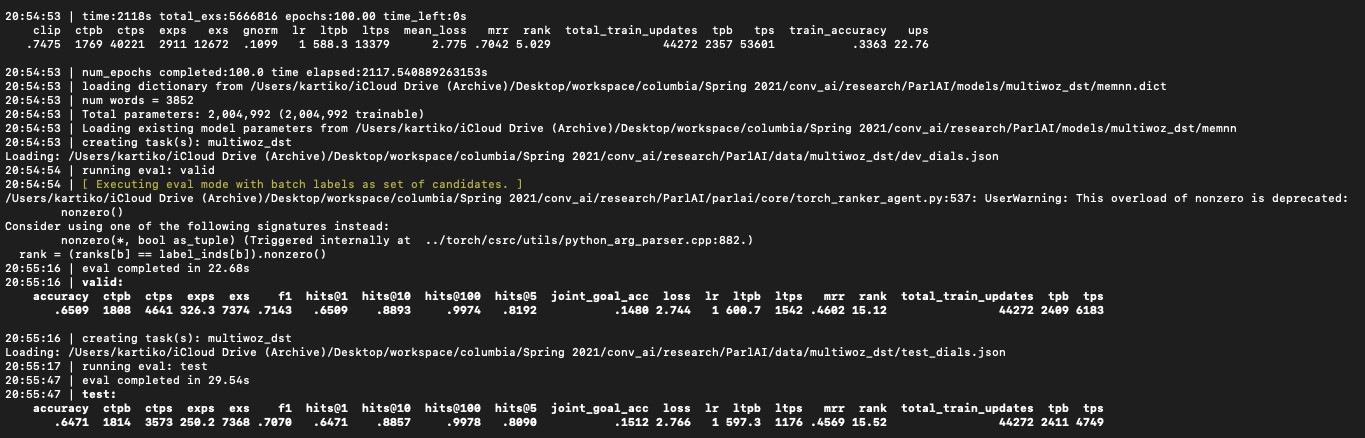 20:54:53 | time:2118s total_exs:5666816 epochs:100.00 time_left:0s
clip ctpb ctps exps exs gnorm lr ltpb ltps mean_loss mrr rank total_train_updates tpb tps train_accuracy ups
.7475 1769 40221 2911 12672 .1099 1 588.3 13379 2.775 .7042 5.029 44272 2357 53601 .3363 22.76
20:54:53 | num_epochs completed:100.0 time elapsed:2117.540889263153s
20:54:53 | loading dictionary from /Users/kartiko/iCloud Drive (Archive)/Desktop/workspace/columbia/Spring 2021/conv_ai/research/ParlAI/models/multiwoz_dst/memnn.dict
20:54:53 | num words = 3852
20:54:53 | Total parameters: 2,004,992 (2,004,992 trainable)
20:54:53 | Loading existing model parameters from /Users/kartiko/iCloud Drive (Archive)/Desktop/workspace/columbia/Spring 2021/conv_ai/research/ParlAI/models/multiwoz_dst/memnn
20:54:53 | creating task(s): multiwoz_dst
Loading: /Users/kartiko/iCloud Drive (Archive)/Desktop/workspace/columbia/Spring 2021/conv_ai/research/ParlAI/data/multiwoz_dst/dev_dials.json
20:54:54 | running eval: valid
20:54:54 | [ Executing eval mode with batch labels as set of candidates. ]
/Users/kartiko/iCloud Drive (Archive)/Desktop/workspace/columbia/Spring 2021/conv_ai/research/ParlAI/parlai/core/torch_ranker_agent.py:537: UserWarning: This overload of nonzero is deprecated:
nonzero()
Consider using one of the following signatures instead:
nonzero(*, bool as_tuple) (Triggered internally at ../torch/csrc/utils/python_arg_parser.cpp:882.)
rank = (ranks[b] == label_inds[b]).nonzero()
20:55:16 | eval completed in 22.68s
20:55:16 | valid:
accuracy ctpb ctps exps exs f1 hits@1 hits@10 hits@100 hits@5 joint_goal_acc loss lr ltpb ltps mrr rank total_train_updates tpb tps
.6509 1808 4641 326.3 7374 .7143 .6509 .8893 .9974 .8192 .1480 2.744 1 600.7 1542 .4602 15.12 44272 2409 6183
20:55:16 | creating task(s): multiwoz_dst
Loading: /Users/kartiko/iCloud Drive (Archive)/Desktop/workspace/columbia/Spring 2021/conv_ai/research/ParlAI/data/multiwoz_dst/test_dials.json
20:55:17 | running eval: test
20:55:47 | eval completed in 29.54s
20:55:47 | test:
accuracy ctpb ctps exps exs f1 hits@1 hits@10 hits@100 hits@5 joint_goal_acc loss lr ltpb ltps mrr rank total_train_updates tpb tps
.6471 1814 3573 250.2 7368 .7070 .6471 .8857 .9978 .8090 .1512 2.766 1 597.3 1176 .4569 15.52 44272 2411 4749